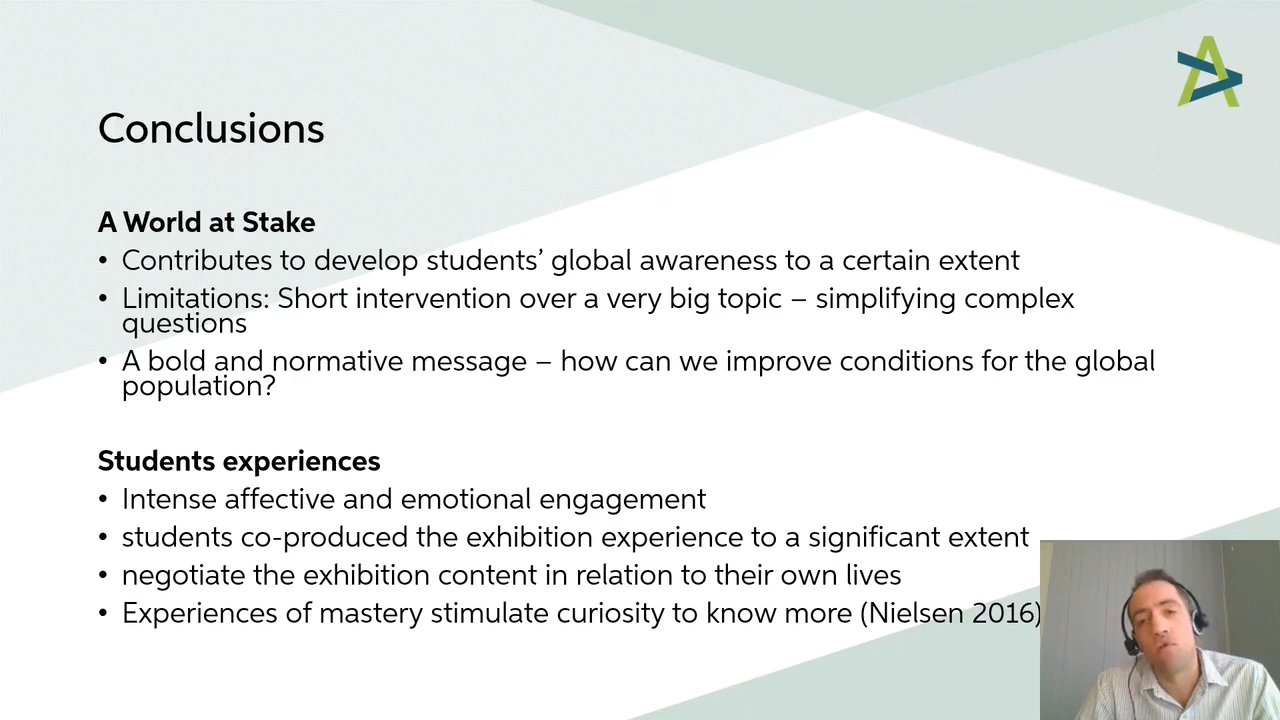 Conclusions
A World at Stake
• Contributes to develop students’ global awareness to a certain extent
• Limitations: Short intervention over a very big topic – simplifying complex
questions
• A bold and normative message – how can we improve conditions for the global
population?
Students experiences
• Intense affective and emotional engagement
• students co-produced the exhibition experience to a significant extent
• negotiate the exhibition content in relation to their own lives
• Experiences of mastery stimulate curiosity to know more (Nielsen 2016)